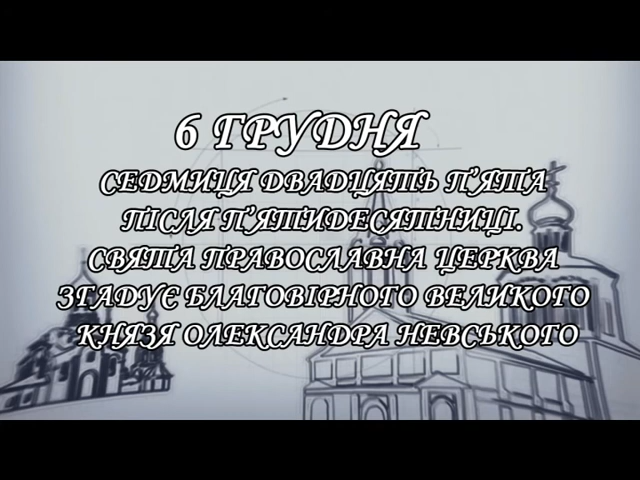 6 ГРУДНЯ
СЕДМИЦЯ ДВАДЦЯТЬ П'ЯТА
ПІСЛЯ П'ЯТИДЕСЯТНИЦІ.
СВЯТА ПРАВОСЛАВНА ЦЕРКВА
ЗГАДУЄ БЛАГОВІРНОГО ВЕЛИКОГО
КНЯЗЯ ОЛЕКСАНДРА НЕВСЬКОГО